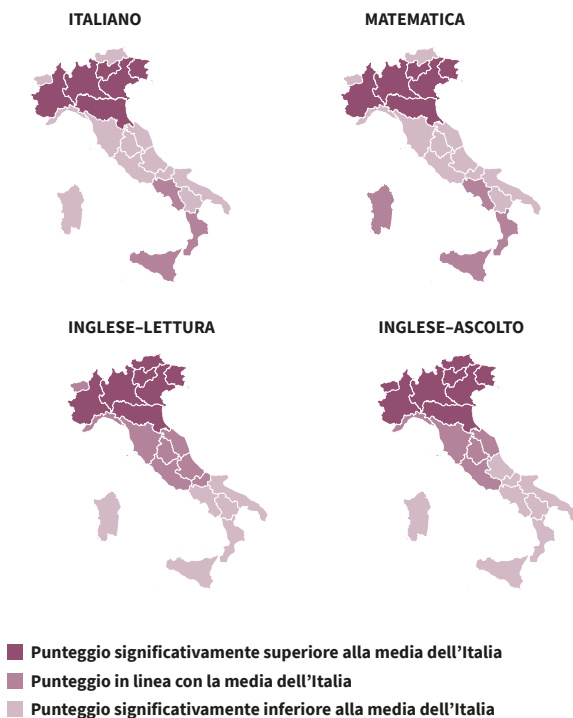 ITALIANO
MATEMATICA
INGLESE–LETTURA
INGLESE–ASCOLTO
Punteggio significativamente superiore alla media dell’Italia
Punteggio in linea con la media dell’Italia
Punteggio significativamente inferiore alla media dell’Italia